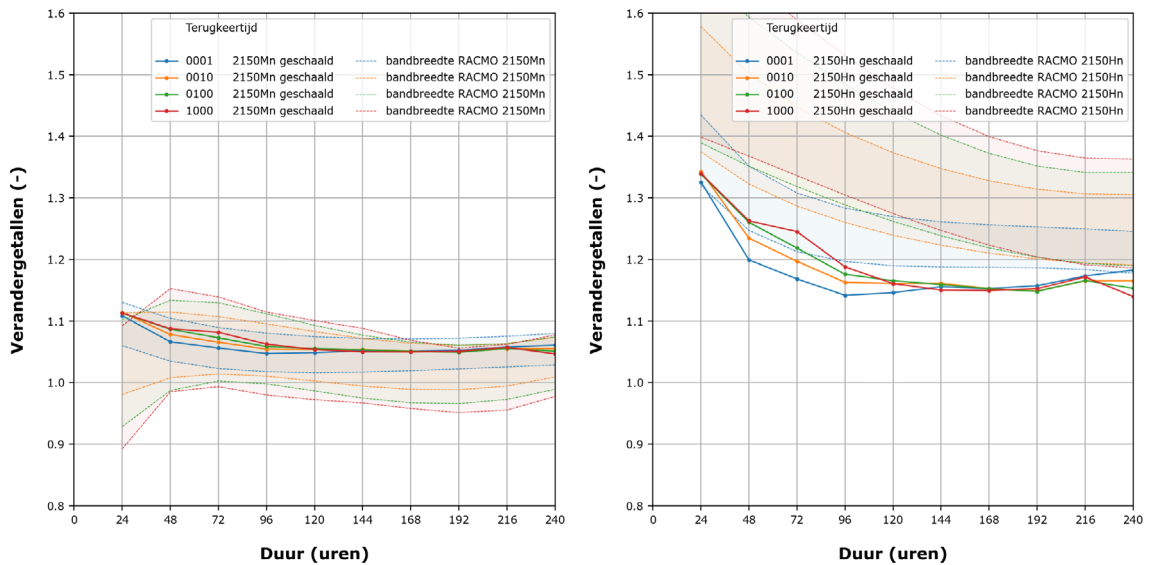 Terugkeertijd
0001 2150Mn geschaald bandbreedte RACMO 2150Mn
0010 2150Mn geschaald bandbreedte RACMO 2150Mn
0100 2150Mn geschaald bandbreedte RACMO 2150Mn
1000 2150Mn geschaald bandbreedte RACMO 2150Mn
Verandergetallen (-)
1.6
1.5
1.4
1.3
1.2
1.1
1.0
0.9
0.8
0 24 48 72 96 120 144 168 192 216 240
Duur (uren)
Terugkeertijd
0001 2150Hn geschaald bandbreedte RACMO 2150Hn
0010 2150Hn geschaald bandbreedte RACMO 2150Hn
0100 2150Hn geschaald bandbreedte RACMO 2150Hn
1000 2150Hn geschaald bandbreedte RACMO 2150Hn
Verandergetallen (-)
1.6
1.5
1.4
1.3
1.2
1.1
1.0
0.9
0.8
0 24 48 72 96 120 144 168 192 216 240
Duur (uren)